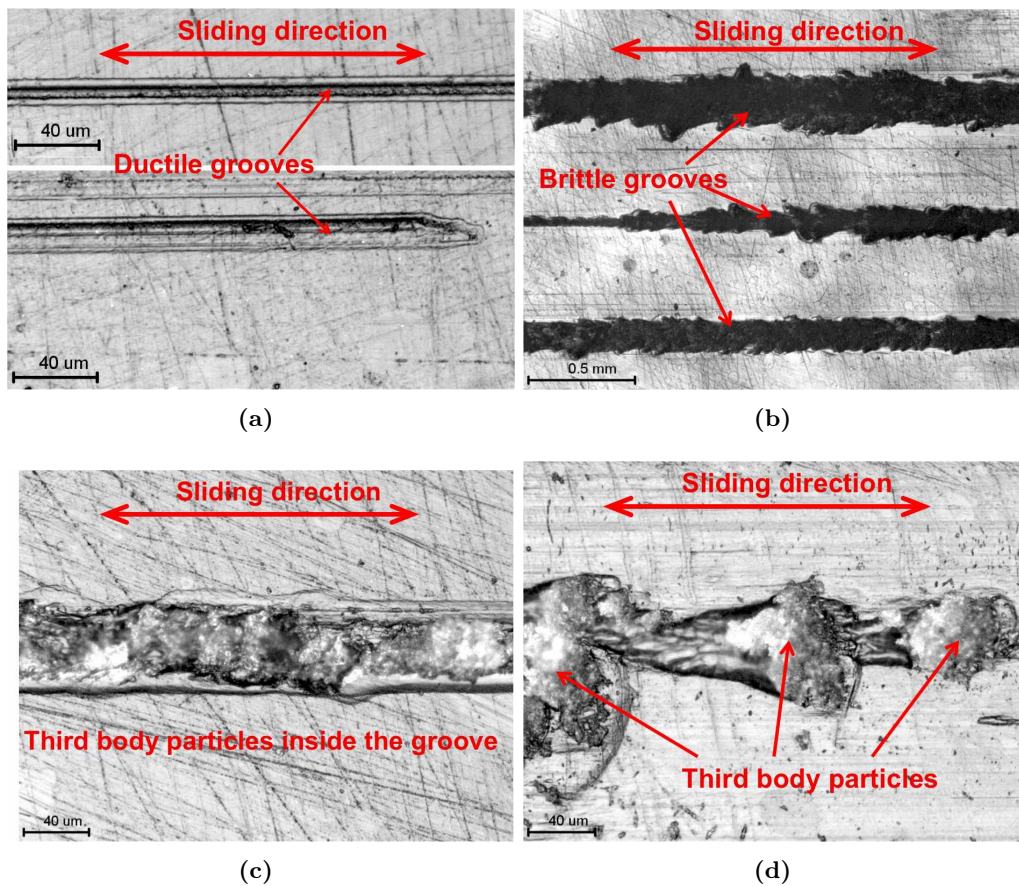 Sliding direction
40 um
Ductile grooves
40 um
(a)
Sliding direction
Brittle grooves
0.5 mm
(b)
Sliding direction
Third body particles inside the groove
40 um
(c)
Sliding direction
Third body particles
40 um
(d)